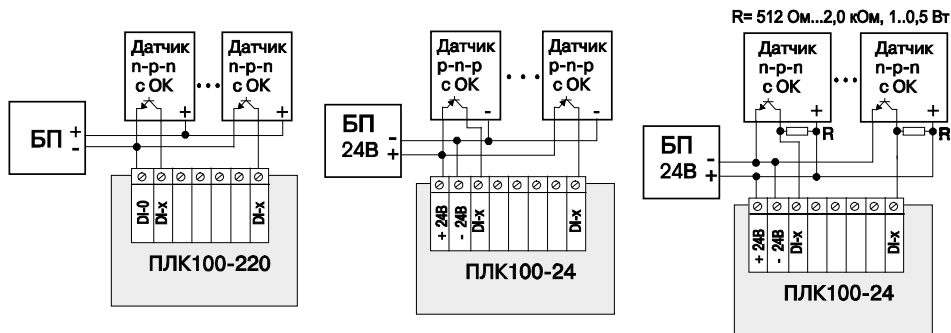 R= 512 Ом...2,0 кОм, 1..0,5 Вт
Датчик
n-p-n
с ОК
+
...
Датчик
n-p-n
с ОК
+
БП
+
-
DI-0
DI-x
DI-x
ПЛК100-220
Датчик
p-n-p
с ОК
-
...
Датчик
p-n-p
с ОК
-
БП
24В
-
+
+ 24В
- 24В
DI-x
DI-x
ПЛК100-24
Датчик
n-p-n
с ОК
+
...
Датчик
n-p-n
с ОК
+
R
R
БП
24В
-
+
+ 24В
- 24В
DI-x
DI-x
ПЛК100-24